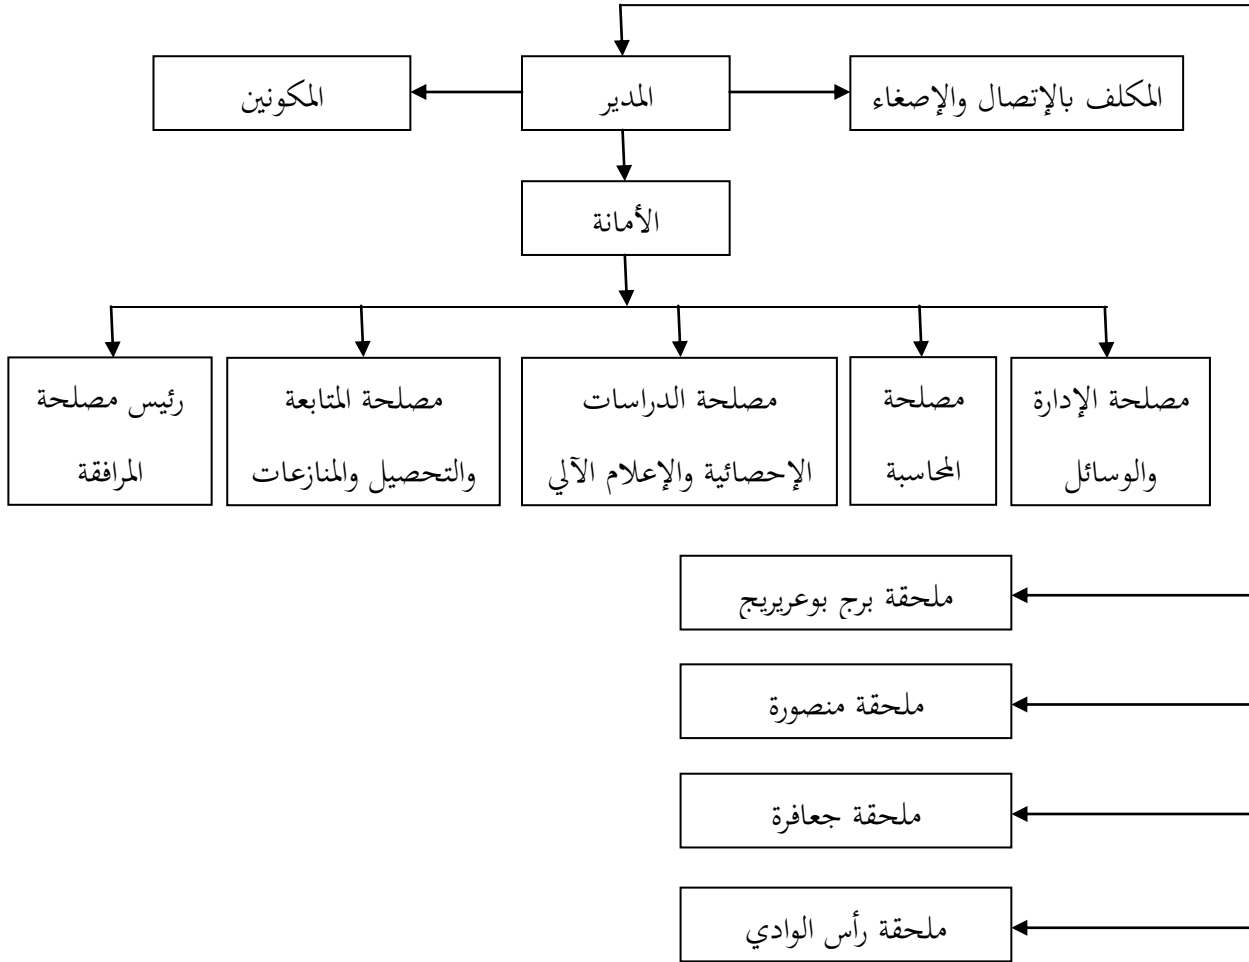 المكلف بالإتصال والإصغاء
المدير
المكونين
الأمانة
مصلحة الإدارة
والوسائل
مصلحة
المحاسبة
مصلحة الدراسات
الإحصائية والإعلام الآلي
مصلحة المتابعة
والتحصيل والمنازعات
رئيس مصلحة
المرافقة
ملحقة برج بوعريريج
ملحقة منصورة
ملحقة جعافرة
ملحقة رأس الوادي